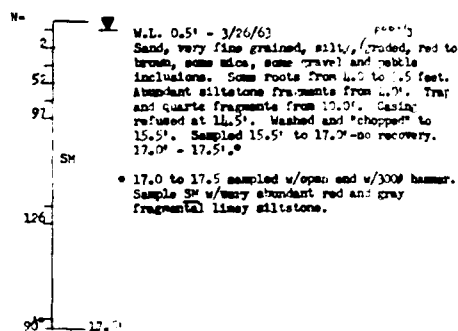 N=
W.L. 0.5' - 3/26/63
2
Sand, very fine grained, silty, graded, red to
brown, some mica, some gravel and pebble
52
inclusions. Some roots from to feet.
Abundant siltstone fragments from Trap
97
and quartz fragments from 10.0'. Casing
refused at 14.5'. Washed and "chopped" to
15.5'. Sampled 15.5' to 17.0'-no recovery.
17.0' - 17.5'.*
SM
* 17.0 to 17.5 sampled w/open end w/300# hammer.
Sample SM w/very abundant red and gray
fragmental limey siltstone.
126
90*